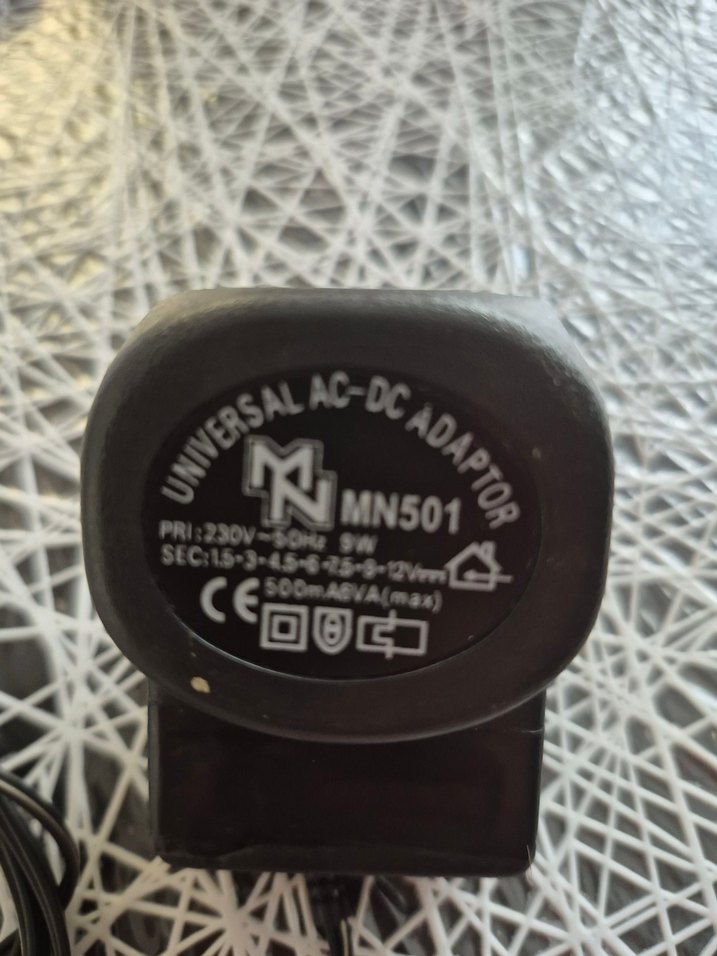 UNIVERSAL AC-DC ADAPTOR
MN MN501
PRI:230V~50Hz 9W
SEC:1.5-3-4.5-6-7.5-9-12V
500mA6VA(max)
CE